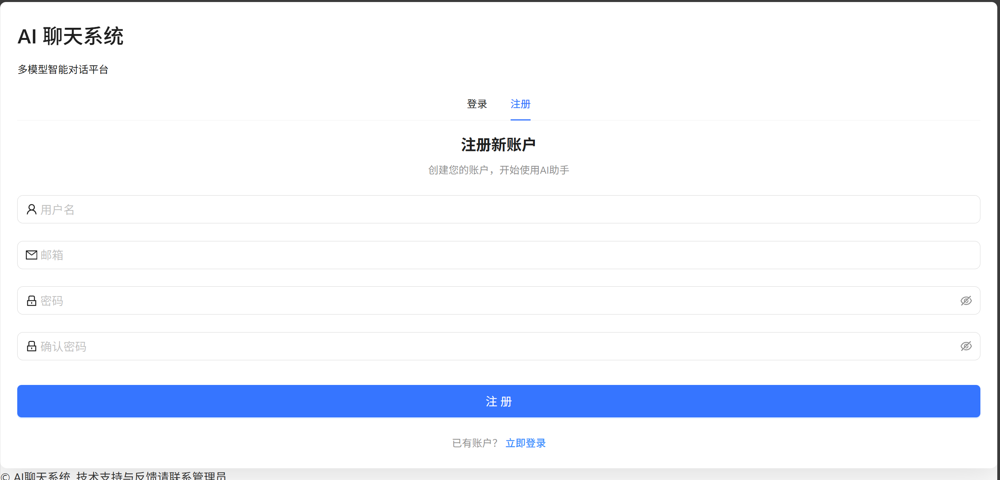 AI 聊天系统
多模型智能对话平台
登录 注册
注册新账户
创建您的账户，开始使用AI助手
用户名
邮箱
密码
确认密码
注 册
已有账户？ 立即登录
© AI聊天系统 技术支持与反馈请联系管理员